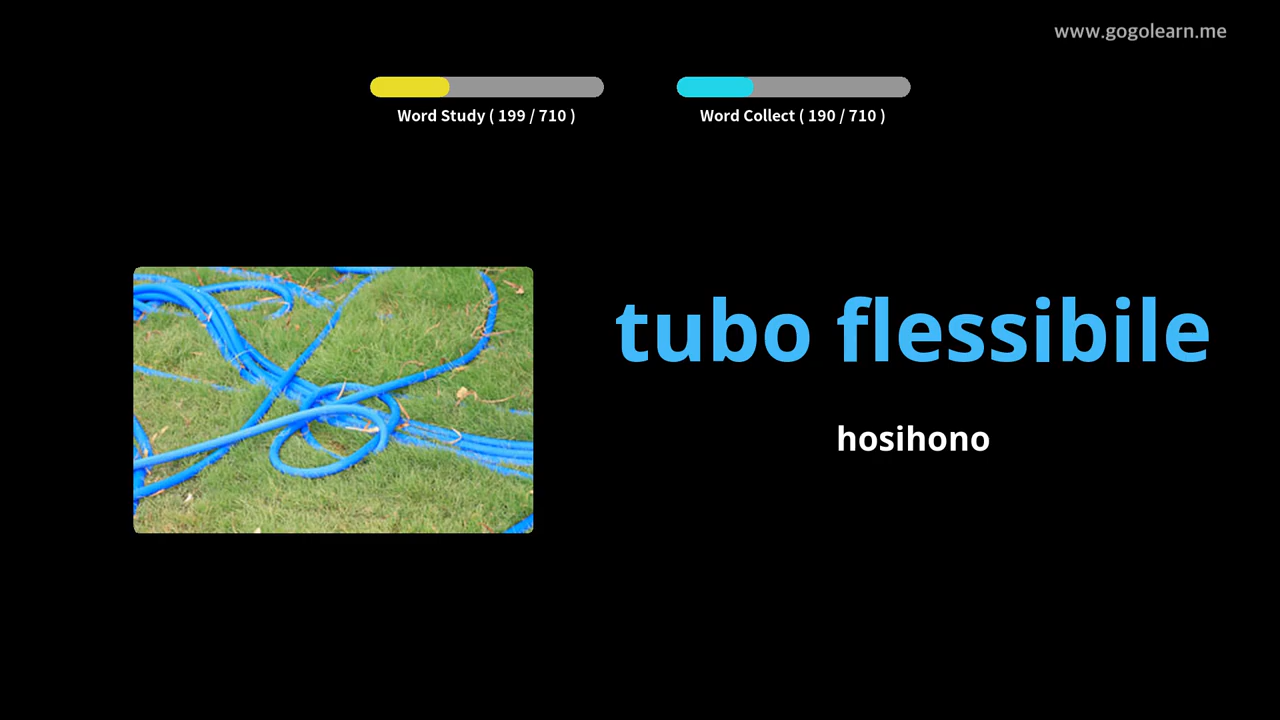 www.gogolearn.me
Word Study ( 199 / 710 )
Word Collect ( 190 / 710 )
tubo flessibile
hosihono